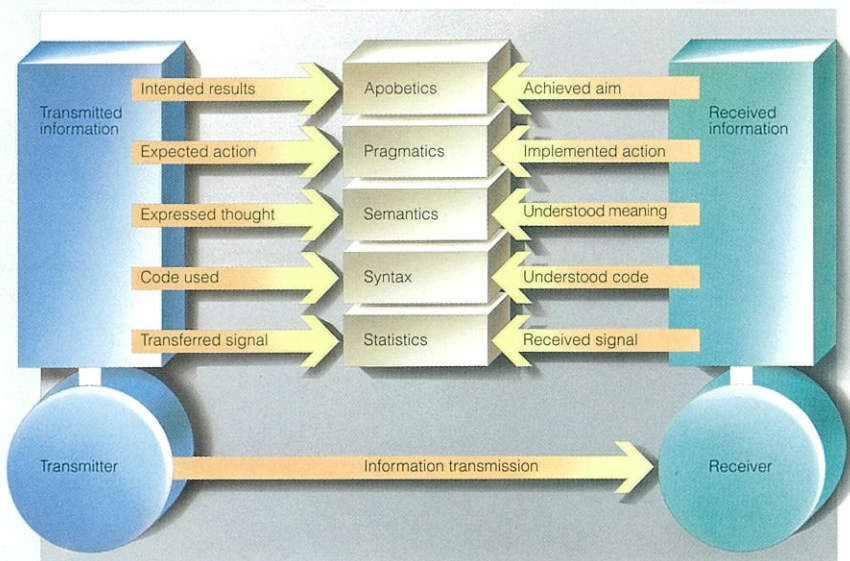 Transmitted
information
Intended results
Apobetics
Achieved aim
Received
information
Expected action
Pragmatics
Implemented action
Expressed thought
Semantics
Understood meaning
Code used
Syntax
Understood code
Transferred signal
Statistics
Received signal
Transmitter
Information transmission
Receiver